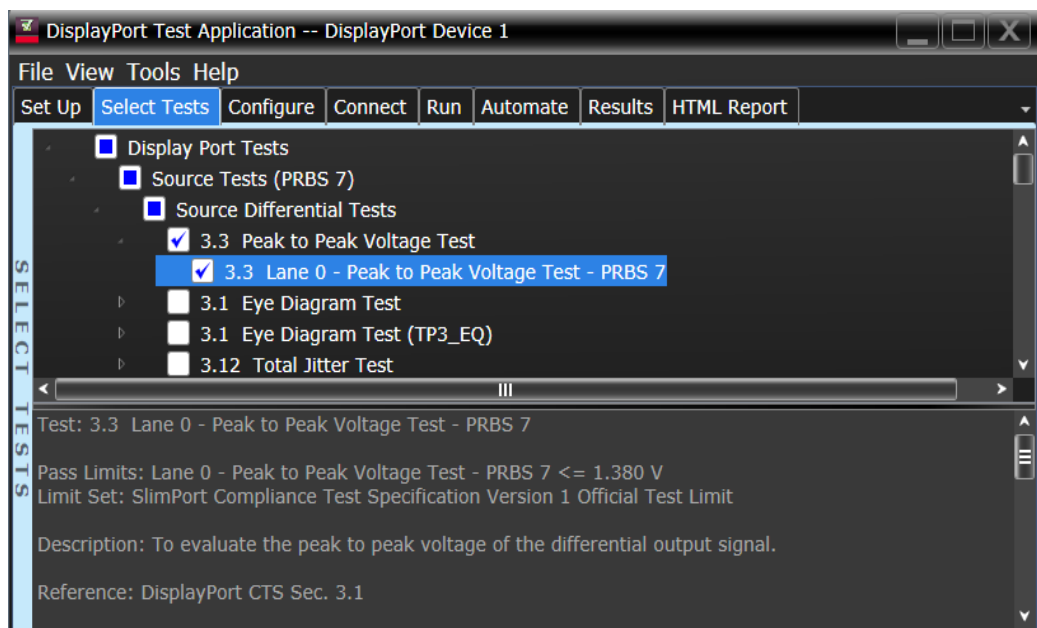 DisplayPort Test Application -- DisplayPort Device 1
File View Tools Help
Set Up Select Tests Configure Connect Run Automate Results HTML Report
SELECT TESTS
Display Port Tests
Source Tests (PRBS 7)
Source Differential Tests
3.3 Peak to Peak Voltage Test
3.3 Lane 0 - Peak to Peak Voltage Test - PRBS 7
3.1 Eye Diagram Test
3.1 Eye Diagram Test (TP3_EQ)
3.12 Total Jitter Test
Test: 3.3 Lane 0 - Peak to Peak Voltage Test - PRBS 7
Pass Limits: Lane 0 - Peak to Peak Voltage Test - PRBS 7 <= 1.380 V
Limit Set: SlimPort Compliance Test Specification Version 1 Official Test Limit
Description: To evaluate the peak to peak voltage of the differential output signal.
Reference: DisplayPort CTS Sec. 3.1